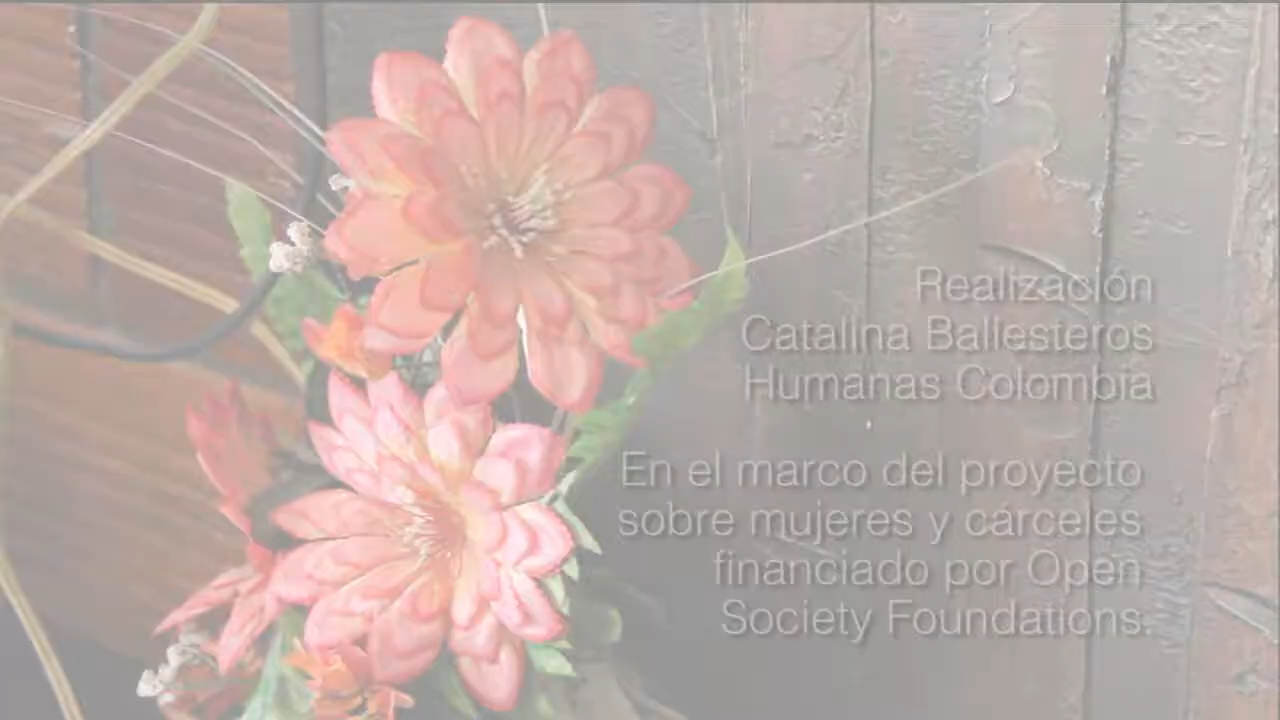 Realización
Catalina Ballesteros
Humanas Colombia
En el marco del proyecto
sobre mujeres y cárceles
financiado por Open
Society Foundations.